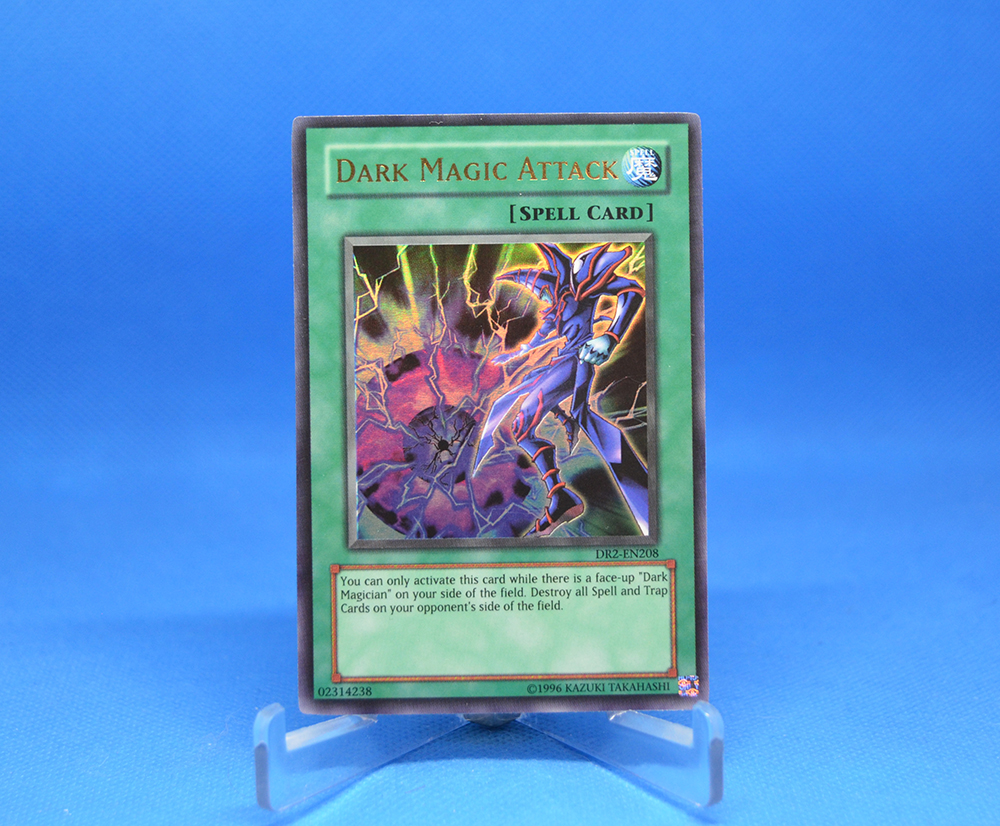 DARK MAGIC ATTACK
SPELL
魔
[SPELL CARD]
DR2-EN208
You can only activate this card while there is a face-up "Dark
Magician" on your side of the field. Destroy all Spell and Trap
Cards on your opponent's side of the field.
02314238
©1996 KAZUKI TAKAHASHI